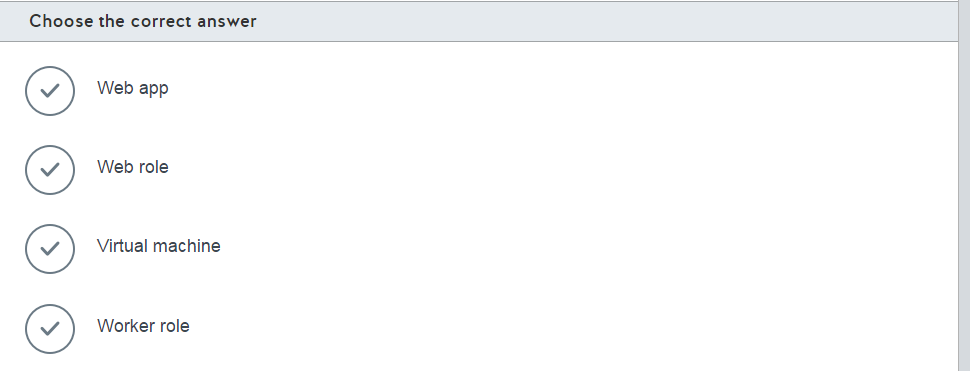 Choose the correct answer
Web app
Web role
Virtual machine
Worker role